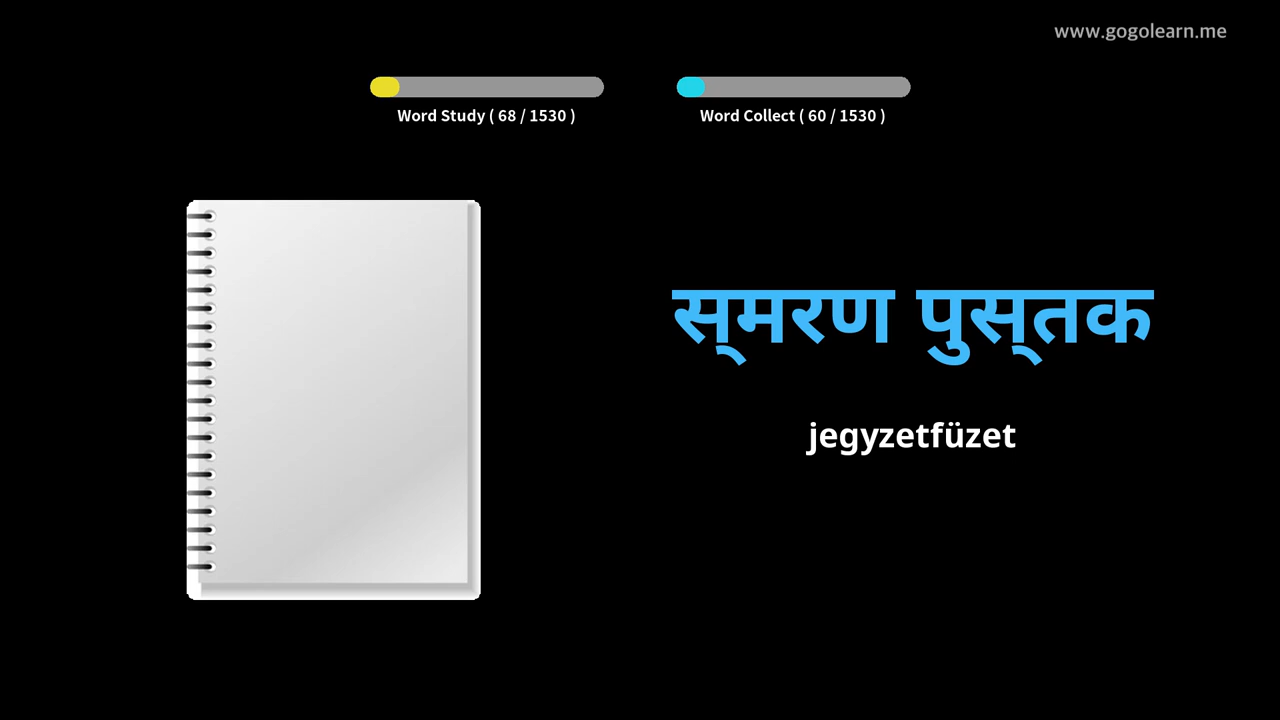 www.gogolearn.me
Word Study ( 68 / 1530 )
Word Collect ( 60 / 1530 )
स्मरण पुस्तक
jegyzetfüzet